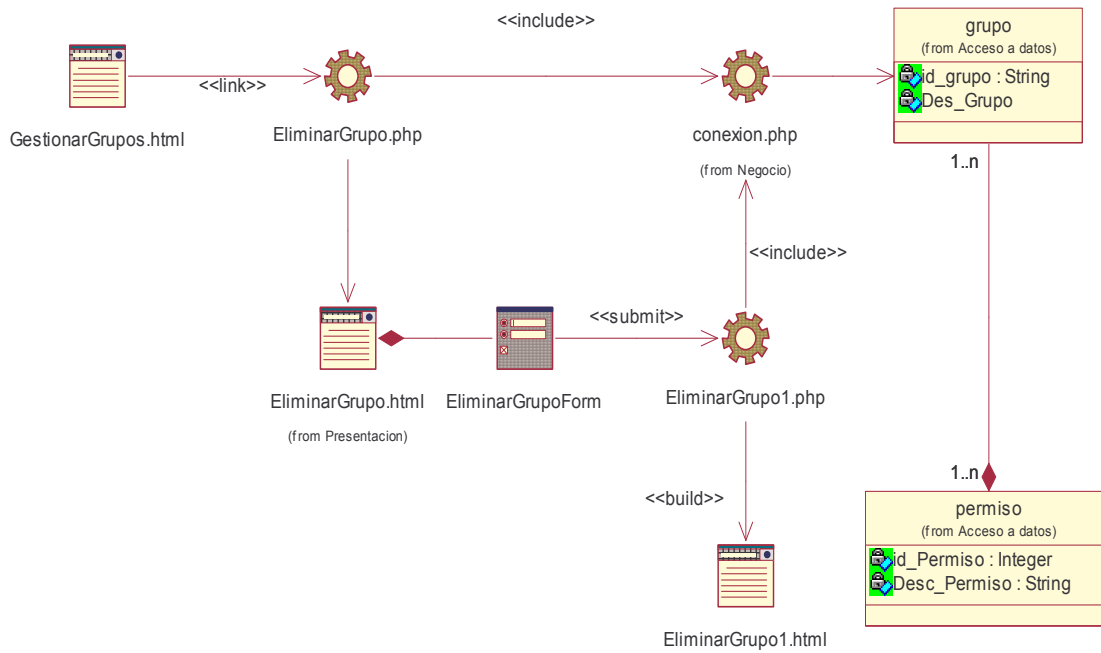 <<include>>
grupo
(from Acceso a datos)
id_grupo : String
Des_Grupo
<<link>>
GestionarGrupos.html
EliminarGrupo.php
conexion.php
(from Negocio)
1..n
<<include>>
<<submit>>
EliminarGrupo.html
(from Presentacion)
EliminarGrupoForm
EliminarGrupo1.php
1..n
<<build>>
permiso
(from Acceso a datos)
id_Permiso : Integer
Desc_Permiso : String
EliminarGrupo1.html